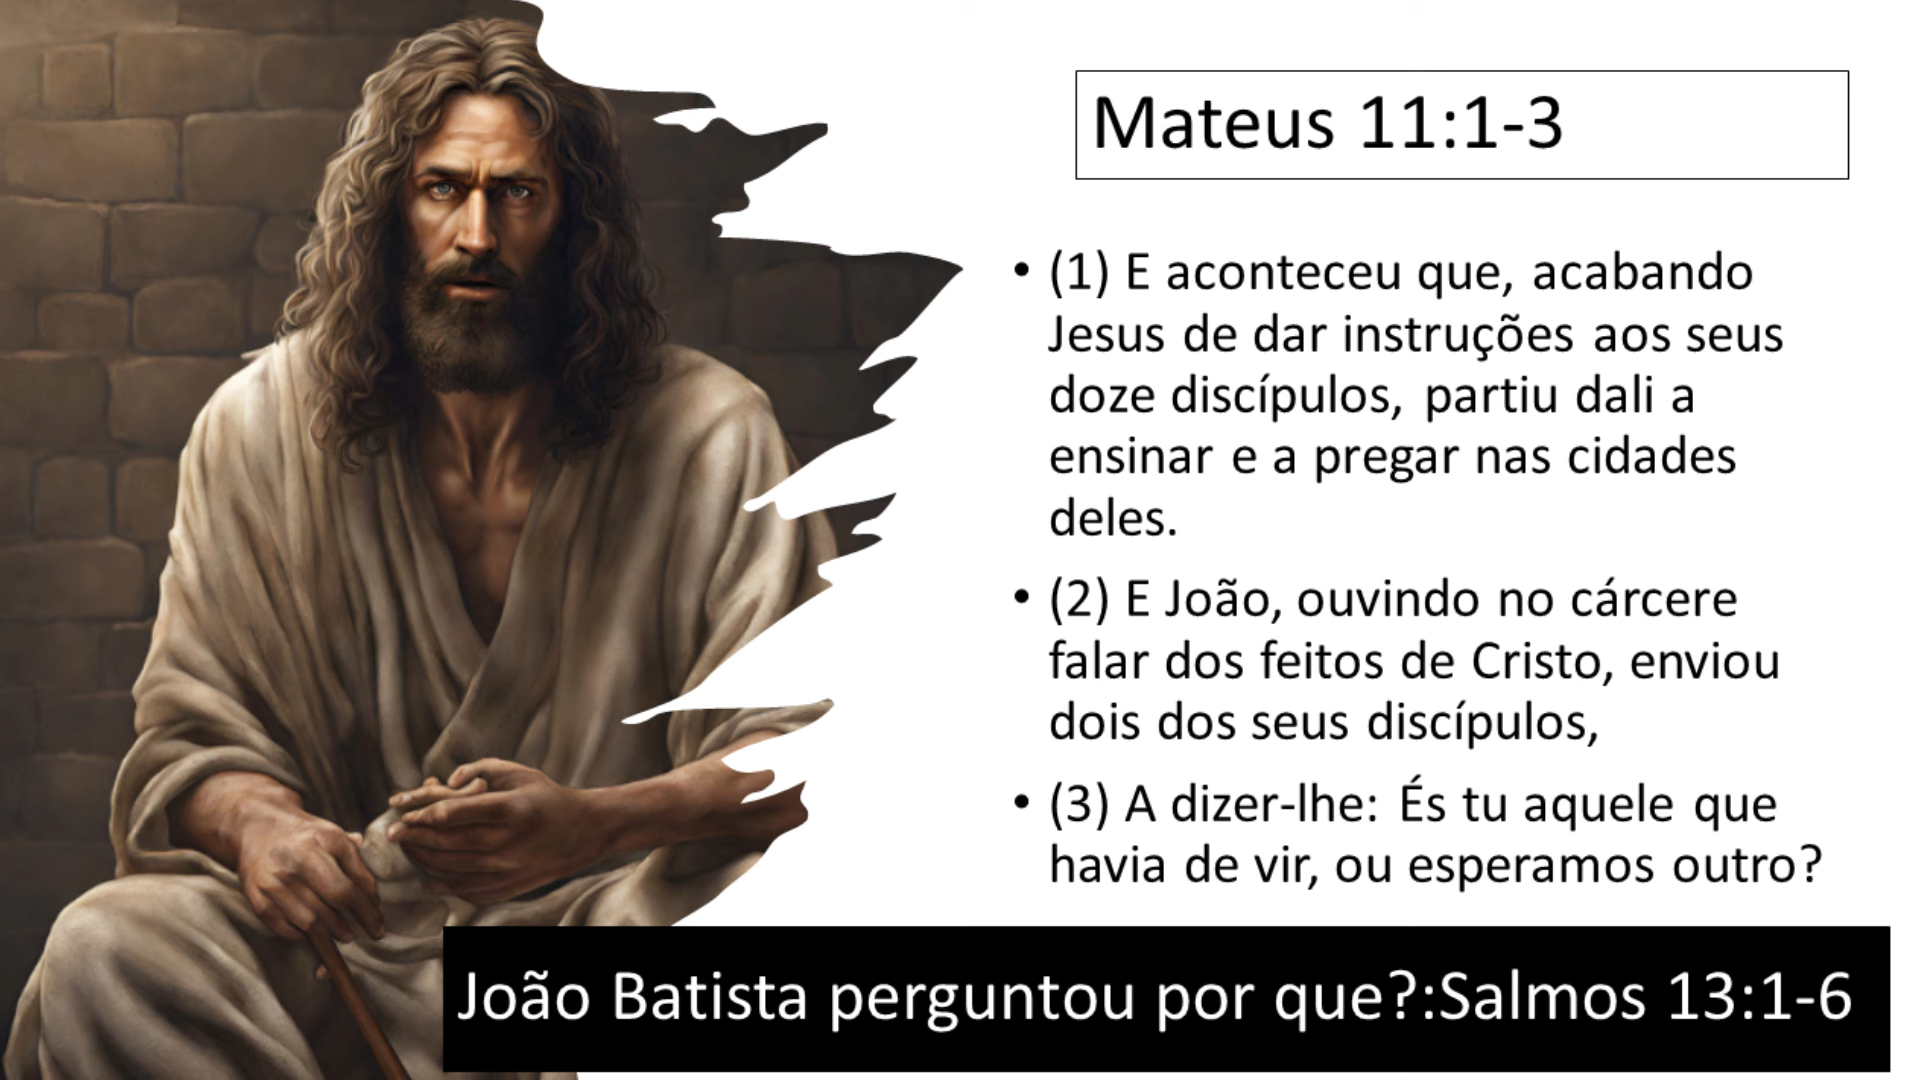 Mateus 11:1-3
• (1) E aconteceu que, acabando
Jesus de dar instruções aos seus
doze discípulos, partiu dali a
ensinar e a pregar nas cidades
deles.
• (2) E João, ouvindo no cárcere
falar dos feitos de Cristo, enviou
dois dos seus discípulos,
• (3) A dizer-lhe: És tu aquele que
havia de vir, ou esperamos outro?
João Batista perguntou por que?:Salmos 13:1-6